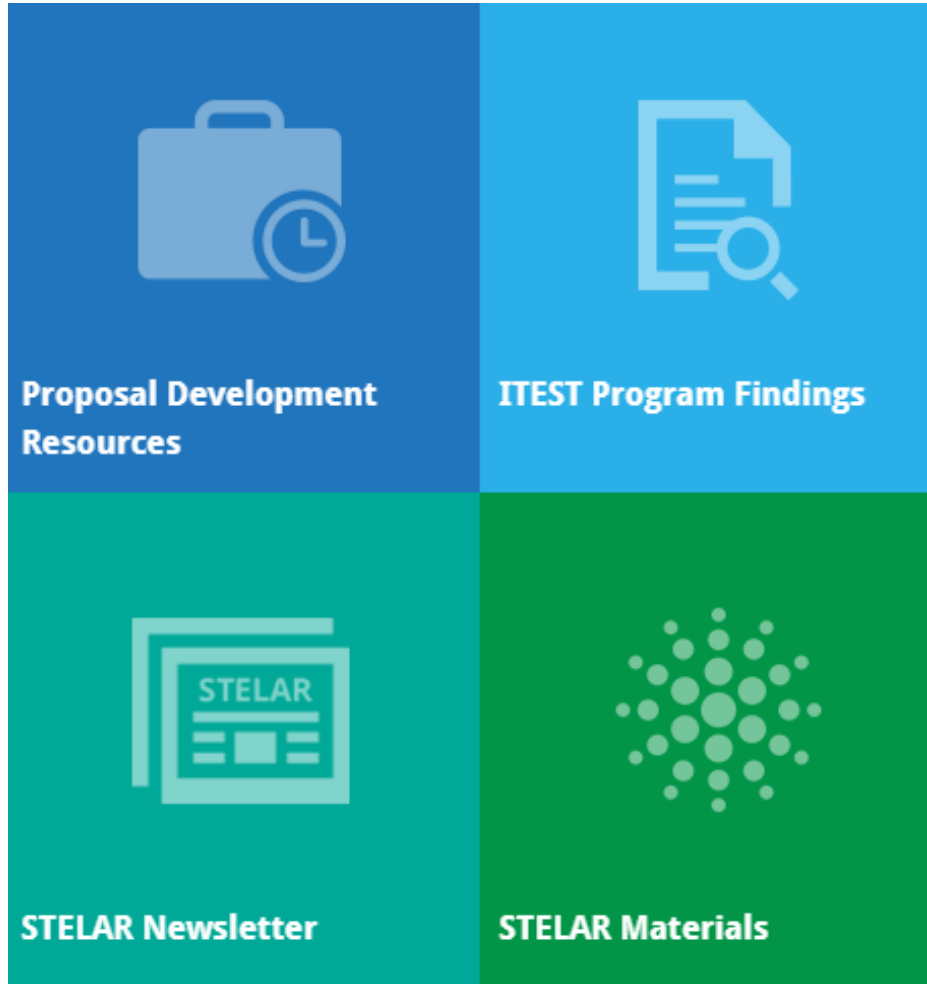 Proposal Development
Resources
ITEST Program Findings
STELAR
STELAR Newsletter
STELAR Materials